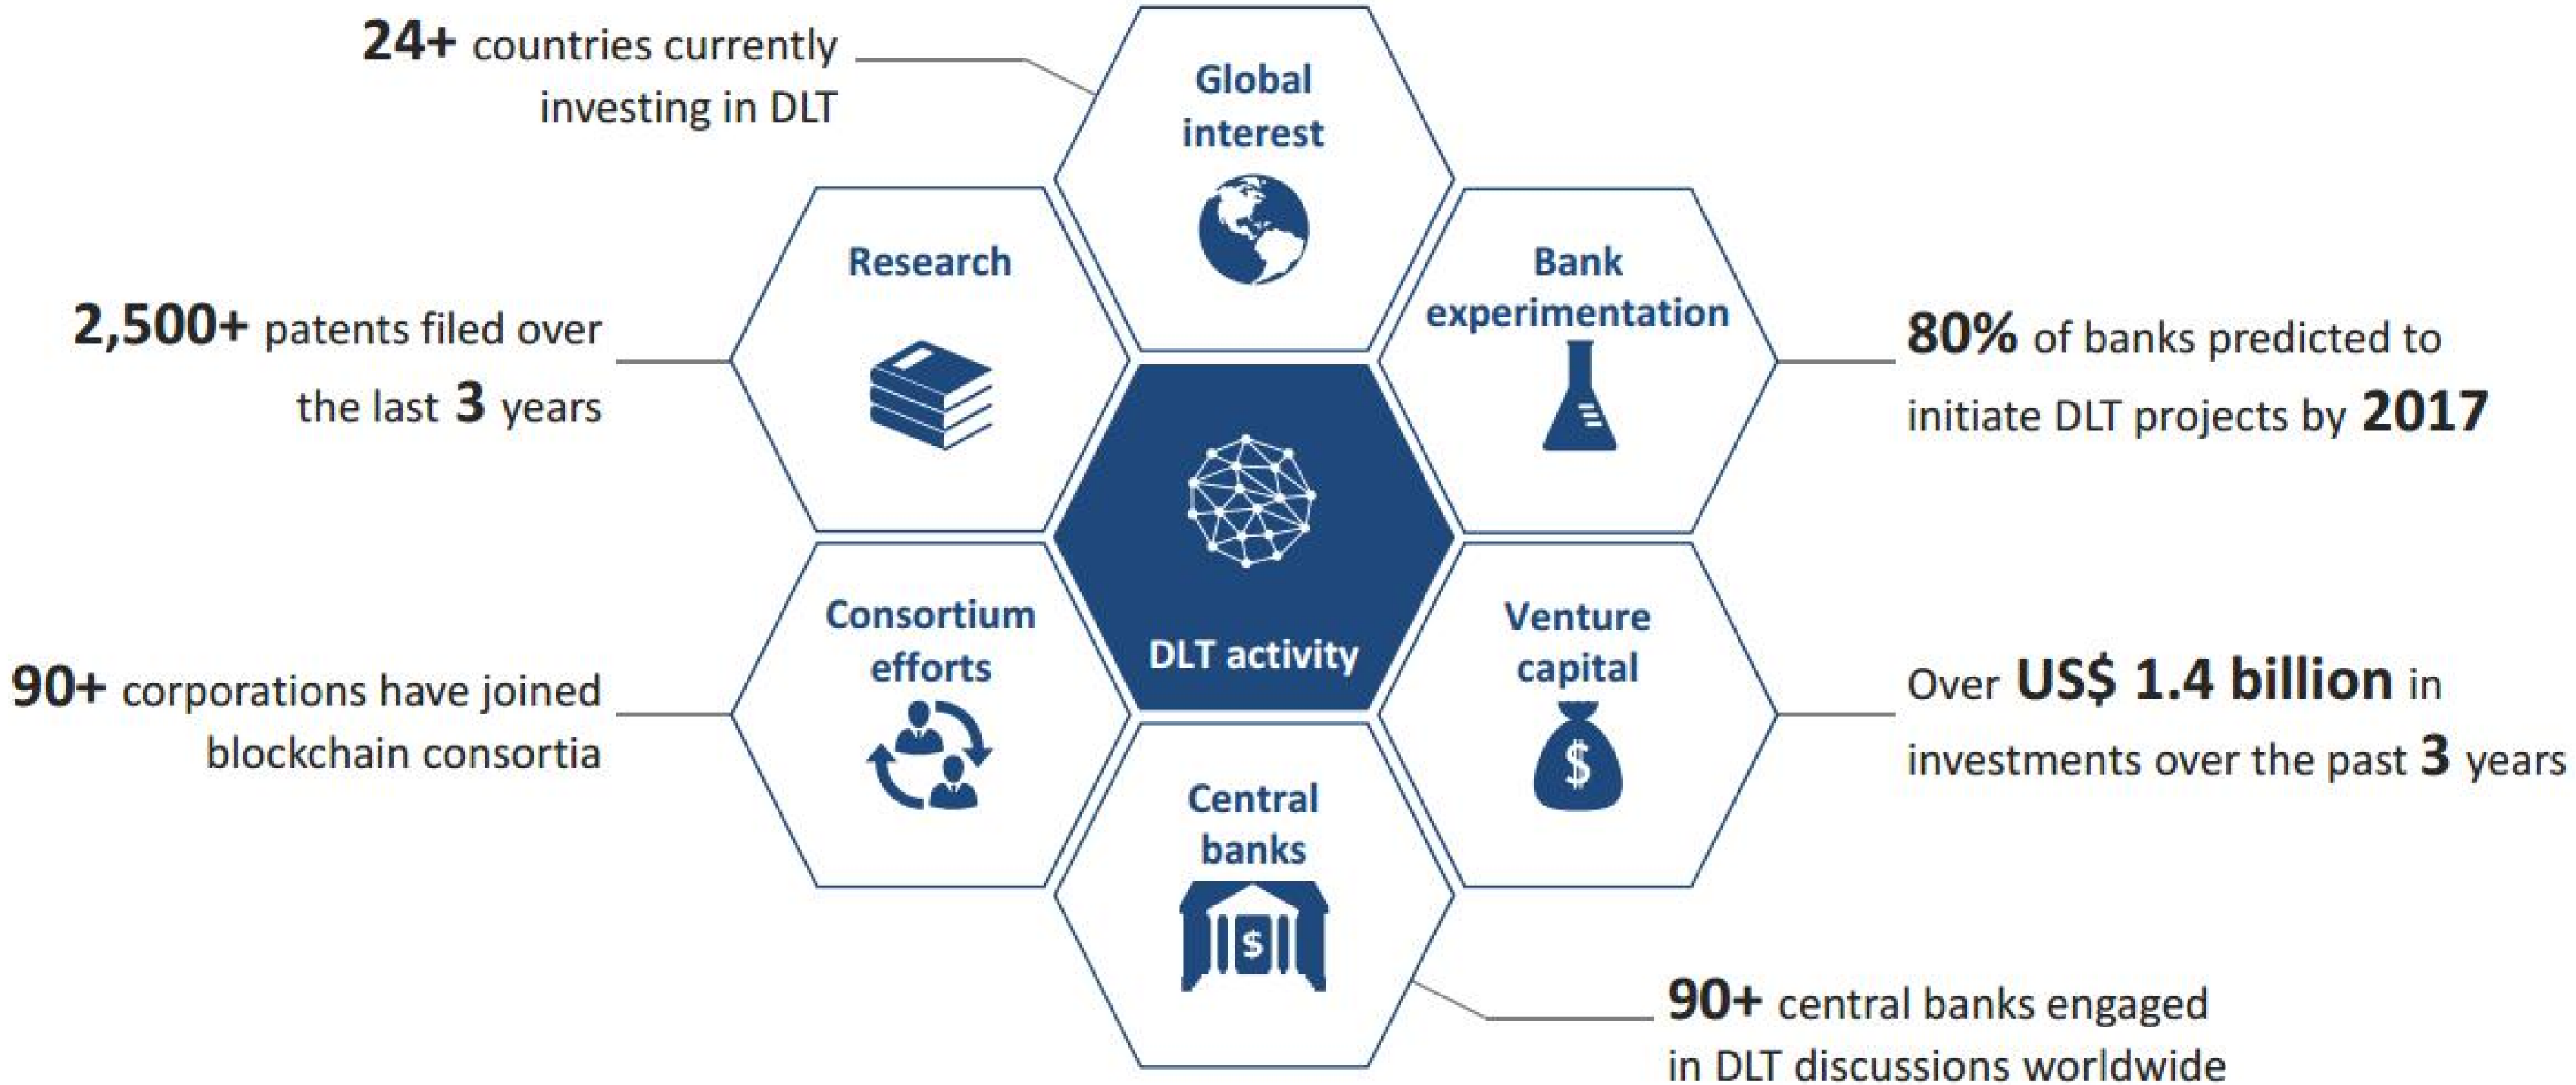 24+ countries currently
investing in DLT
Global
interest
Research
2,500+ patents filed over
the last 3 years
Bank
experimentation
80% of banks predicted to
initiate DLT projects by 2017
DLT activity
Consortium
efforts
90+ corporations have joined
blockchain consortia
Venture
capital
$
Over US$ 1.4 billion in
investments over the past 3 years
Central
banks
$
90+ central banks engaged
in DLT discussions worldwide